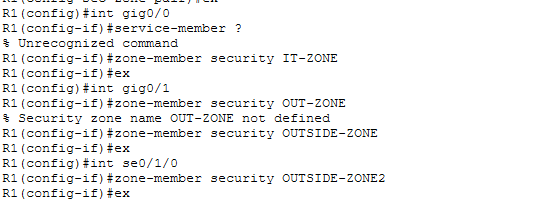 R1(config)#int gig0/0
R1(config-if)#service-member ?
% Unrecognized command
R1(config-if)#zone-member security IT-ZONE
R1(config-if)#ex
R1(config)#int gig0/1
R1(config-if)#zone-member security OUT-ZONE
% Security zone name OUT-ZONE not defined
R1(config-if)#zone-member security OUTSIDE-ZONE
R1(config-if)#ex
R1(config)#int se0/1/0
R1(config-if)#zone-member security OUTSIDE-ZONE2
R1(config-if)#ex